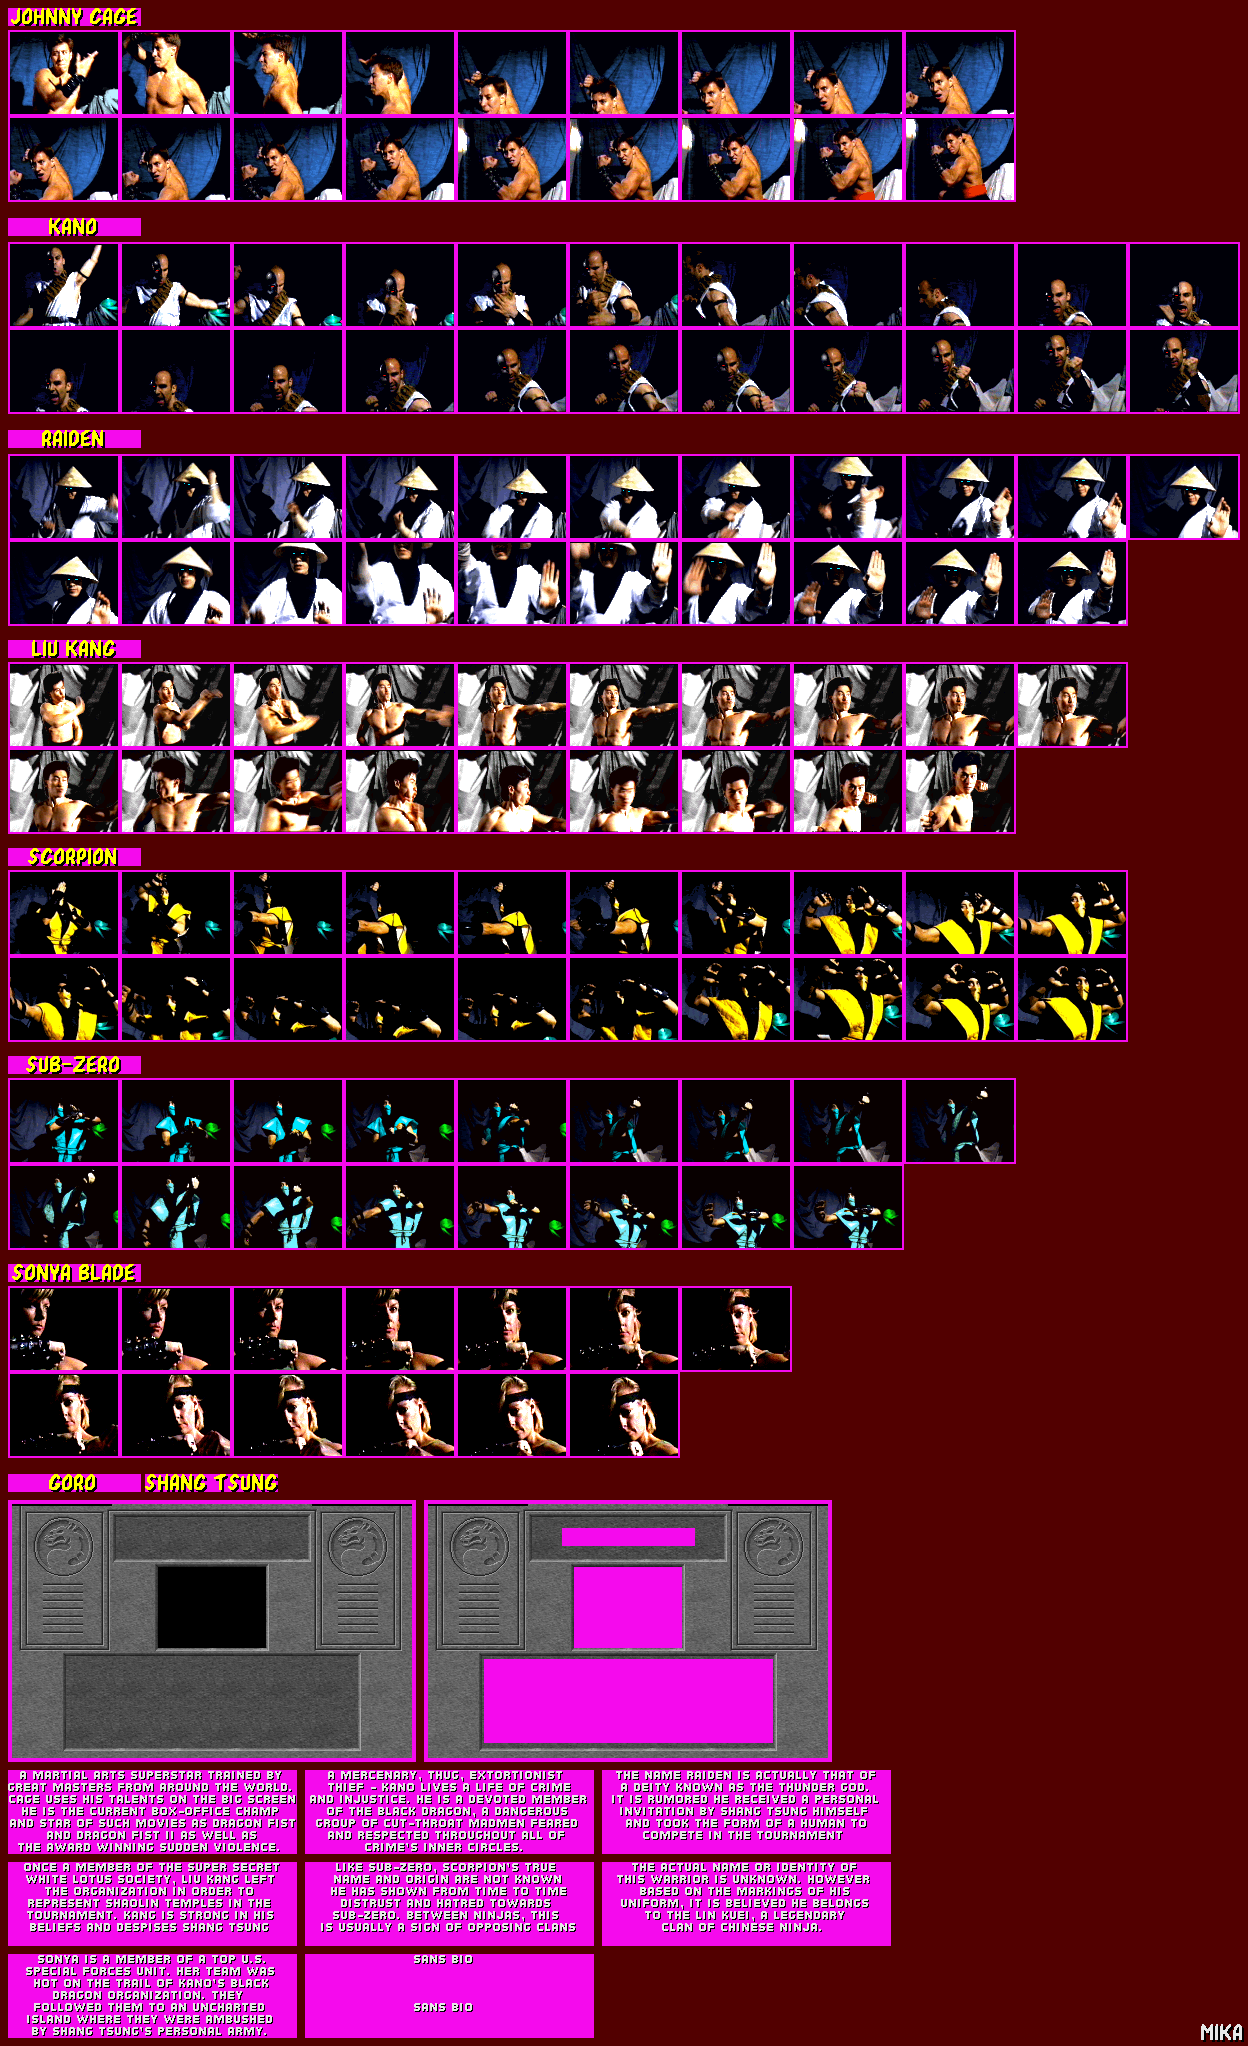 JOHNNY CAGE
KANO
RAIDEN
LIU KANG
SCORPION
SUB-ZERO
SONYA BLADE
GORO SHANG TSUNG
A MARTIAL ARTS SUPERSTAR TRAINED BY
GREAT MASTERS FROM AROUND THE WORLD.
CAGE USES HIS TALENTS ON THE BIG SCREEN
HE IS THE CURRENT BOX-OFFICE CHAMP
AND STAR OF SUCH MOVIES AS DRAGON FIST
AND DRAGON FIST II AS WELL AS
THE AWARD WINNING SUDDEN VIOLENCE.
A MERCENARY, THUG, EXTORTIONIST
THIEF - KANO LIVES A LIFE OF CRIME
AND INJUSTICE. HE IS A DEVOTED MEMBER
OF THE BLACK DRAGON, A DANGEROUS
GROUP OF CUT-THROAT MADMEN FEARED
AND RESPECTED THROUGHOUT ALL OF
CRIME'S INNER CIRCLES.
THE NAME RAIDEN IS ACTUALLY THAT OF
A DEITY KNOWN AS THE THUNDER GOD.
IT IS RUMORED HE RECEIVED A PERSONAL
INVITATION BY SHANG TSUNG HIMSELF
AND TOOK THE FORM OF A HUMAN TO
COMPETE IN THE TOURNAMENT
ONCE A MEMBER OF THE SUPER SECRET
WHITE LOTUS SOCIETY, LIU KANG LEFT
THE ORGANIZATION IN ORDER TO
REPRESENT SHAOLIN TEMPLES IN THE
TOURNAMENT. KANG IS STRONG IN HIS
BELIEFS AND DESPISES SHANG TSUNG
LIKE SUB-ZERO, SCORPION'S TRUE
NAME AND ORIGIN ARE NOT KNOWN
HE HAS SHOWN FROM TIME TO TIME
DISTRUST AND HATRED TOWARDS
SUB-ZERO. BETWEEN NINJAS, THIS
IS USUALLY A SIGN OF OPPOSING CLANS
THE ACTUAL NAME OR IDENTITY OF
THIS WARRIOR IS UNKNOWN. HOWEVER
BASED ON THE MARKINGS OF HIS
UNIFORM, IT IS BELIEVED HE BELONGS
TO THE LIN KUEI, A LEGENDARY
CLAN OF CHINESE NINJA.
SONYA IS A MEMBER OF A TOP U.S.
SPECIAL FORCES UNIT. HER TEAM WAS
HOT ON THE TRAIL OF KANO'S BLACK
DRAGON ORGANIZATION. THEY
FOLLOWED THEM TO AN UNCHARTED
ISLAND WHERE THEY WERE AMBUSHED
BY SHANG TSUNG'S PERSONAL ARMY.
SANS BIO
SANS BIO
MIKA